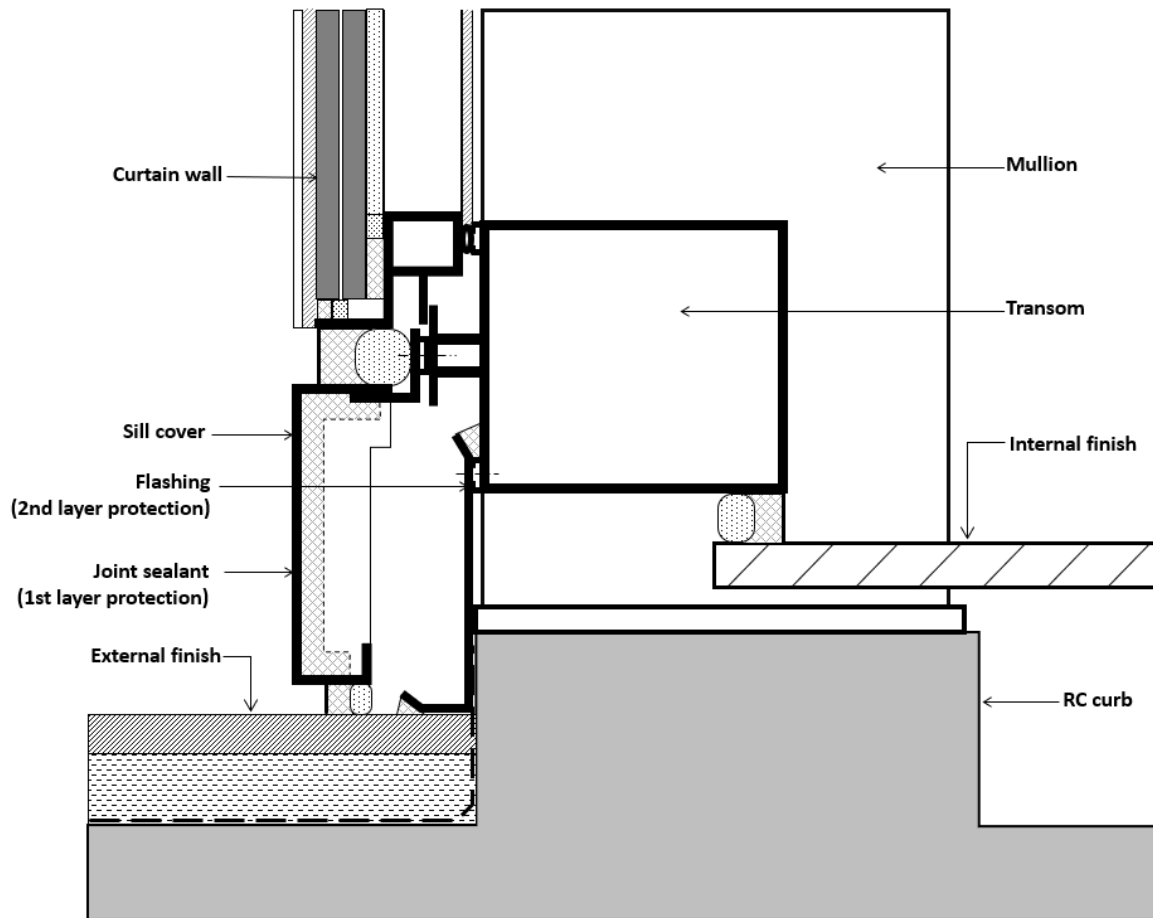 Curtain wall
Mullion
Transom
Sill cover
Internal finish
Flashing
(2nd layer protection)
Joint sealant
(1st layer protection)
External finish
RC curb